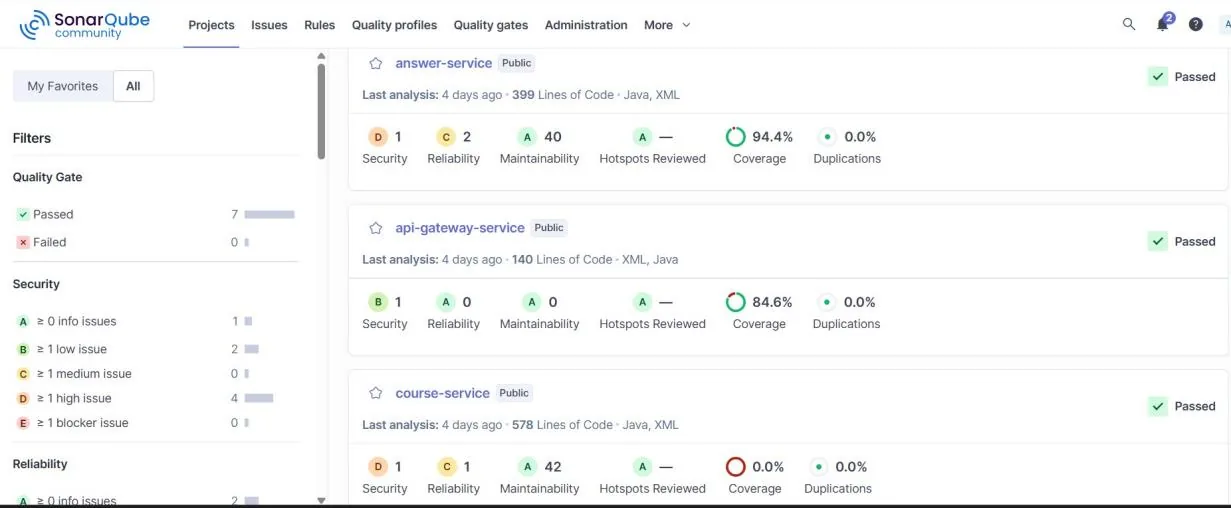 SonarQube community Projects Issues Rules Quality profiles Quality gates Administration More 2 ?
My Favorites All
Filters
Quality Gate
Passed 7
Failed 0
Security
A ≥ 0 info issues 1
B ≥ 1 low issue 2
C ≥ 1 medium issue 0
D ≥ 1 high issue 4
E ≥ 1 blocker issue 0
Reliability
A ≥ 0 info issues 2
answer-service Public
Passed
Last analysis: 4 days ago · 399 Lines of Code · Java, XML
D 1 C 2 A 40 A — 94.4% 0.0%
Security Reliability Maintainability Hotspots Reviewed Coverage Duplications
api-gateway-service Public
Passed
Last analysis: 4 days ago · 140 Lines of Code · XML, Java
B 1 A 0 A 0 A — 84.6% 0.0%
Security Reliability Maintainability Hotspots Reviewed Coverage Duplications
course-service Public
Passed
Last analysis: 4 days ago · 578 Lines of Code · Java, XML
D 1 C 1 A 42 A — 0.0% 0.0%
Security Reliability Maintainability Hotspots Reviewed Coverage Duplications